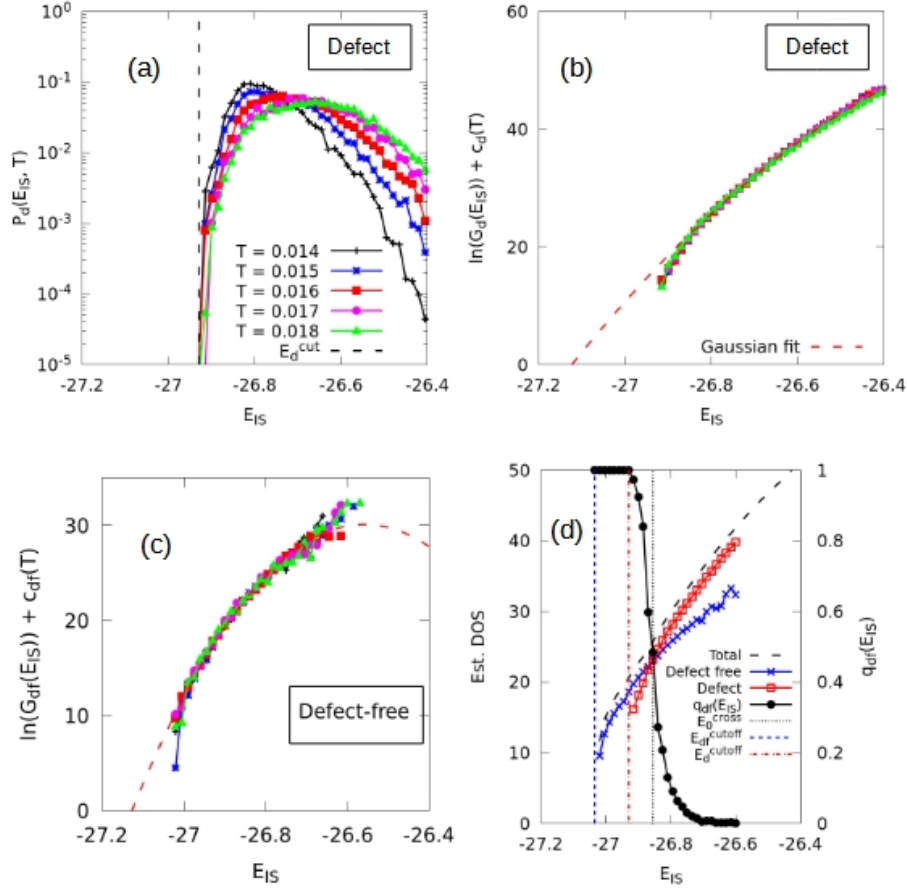 (a)
Defect
10⁰
10⁻¹
10⁻²
10⁻³
10⁻⁴
10⁻⁵
P_d(E_IS, T)
T = 0.014
T = 0.015
T = 0.016
T = 0.017
T = 0.018
E_d^cut
-27.2 -27 -26.8 -26.6 -26.4
E_IS
(b)
Defect
60
40
20
0
ln(G_d(E_IS)) + c_d(T)
Gaussian fit
-27.2 -27 -26.8 -26.6 -26.4
E_IS
(c)
30
20
10
0
ln(G_df(E_IS)) + c_df(T)
Defect-free
-27.2 -27 -26.8 -26.6 -26.4
E_IS
(d)
50
40
30
20
10
0
Est. DOS
1
0.8
0.6
0.4
0.2
0
q_df(E_IS)
Total
Defect free
Defect
q_df(E_IS)
E_0^cross
E_df^cutoff
E_d^cutoff
-27.2 -27 -26.8 -26.6 -26.4
E_IS